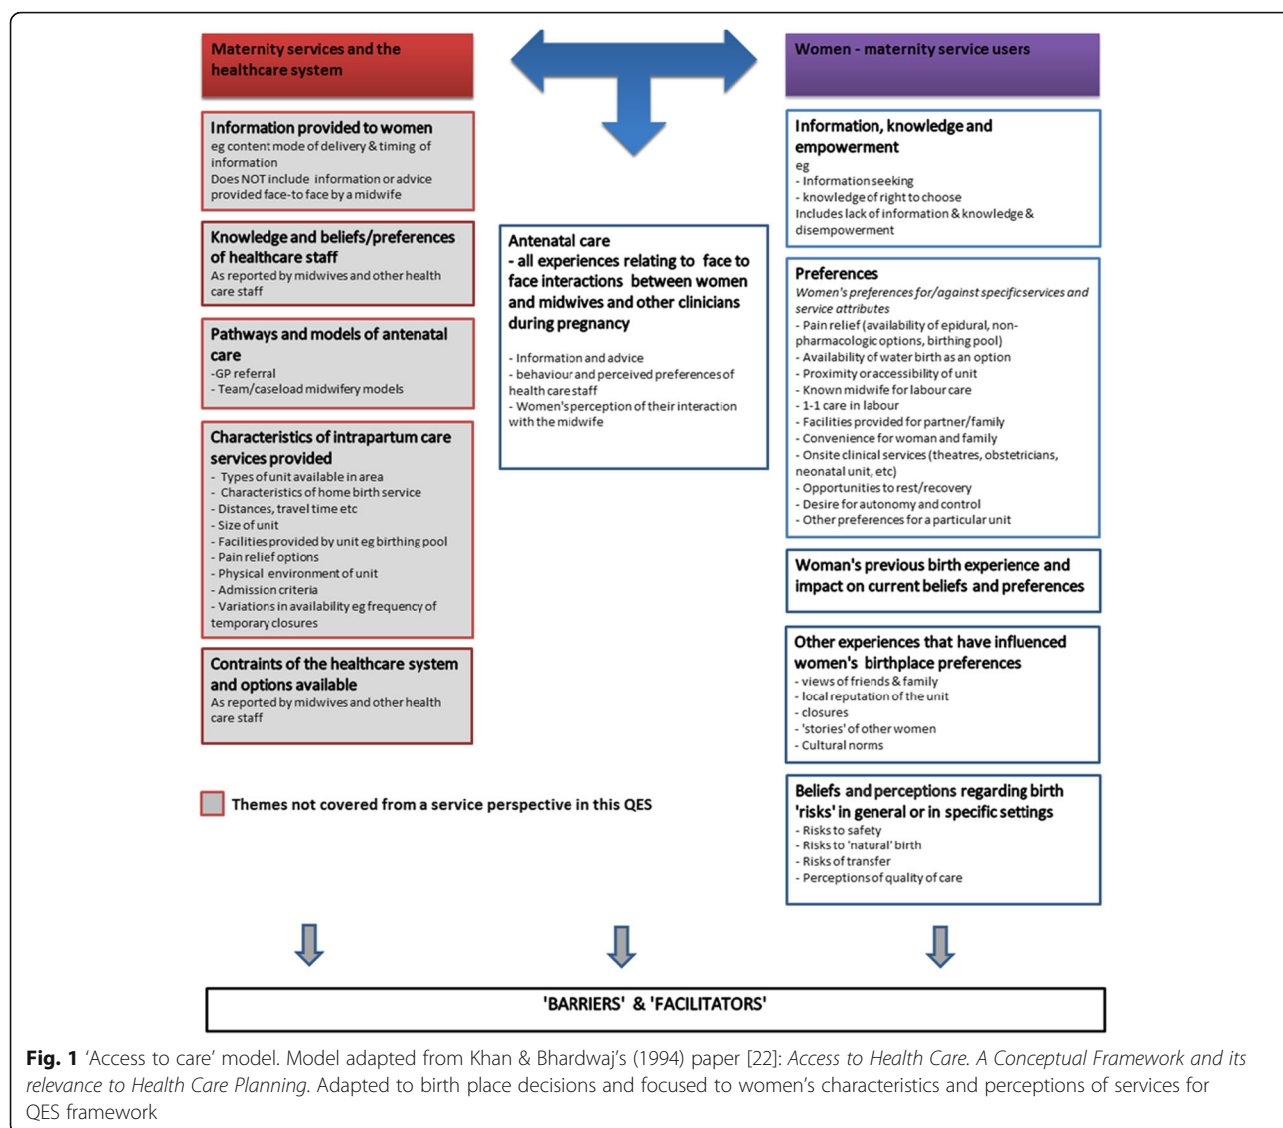 Maternity services and the
healthcare system
Information provided to women
eg content mode of delivery & timing of
information
Does NOT include information or advice
provided face-to face by a midwife
Knowledge and beliefs/preferences
of healthcare staff
As reported by midwives and other health
care staff
Pathways and models of antenatal
care
-GP referral
- Team/caseload midwifery models
Characteristics of intrapartum care
services provided
- Types of unit available in area
- Characteristics of home birth service
- Distances, travel time etc
- Size of unit
- Facilities provided by unit eg birthing pool
- Pain relief options
- Physical environment of unit
- Admission criteria
- Variations in availability eg frequency of
temporary closures
Contraints of the healthcare system
and options available
As reported by midwives and other health
care staff
Themes not covered from a service perspective in this QES
Antenatal care
- all experiences relating to face to
face interactions between women
and midwives and other clinicians
during pregnancy
- Information and advice
- behaviour and perceived preferences of
health care staff
- Women's perception of their interaction
with the midwife
Women - maternity service users
Information, knowledge and
empowerment
eg
- Information seeking
- knowledge of right to choose
Includes lack of information & knowledge &
disempowerment
Preferences
Women's preferences for/against specific services and
service attributes
- Pain relief (availability of epidural, non-
pharmacologic options, birthing pool)
- Availability of water birth as an option
- Proximity or accessibility of unit
- Known midwife for labour care
- 1-1 care in labour
- Facilities provided for partner/family
- Convenience for woman and family
- Onsite clinical services (theatres, obstetricians,
neonatal unit, etc)
- Opportunities to rest/recovery
- Desire for autonomy and control
- Other preferences for a particular unit
Woman's previous birth experience and
impact on current beliefs and preferences
Other experiences that have influenced
women's birthplace preferences
- views of friends & family
- local reputation of the unit
- closures
- 'stories' of other women
- Cultural norms
Beliefs and perceptions regarding birth
'risks' in general or in specific settings
- Risks to safety
- Risks to 'natural' birth
- Risks of transfer
- Perceptions of quality of care
'BARRIERS' & 'FACILITATORS'
Fig. 1 ‘Access to care’ model. Model adapted from Khan & Bhardwaj’s (1994) paper [22]: Access to Health Care. A Conceptual Framework and its
relevance to Health Care Planning. Adapted to birth place decisions and focused to women’s characteristics and perceptions of services for
QES framework